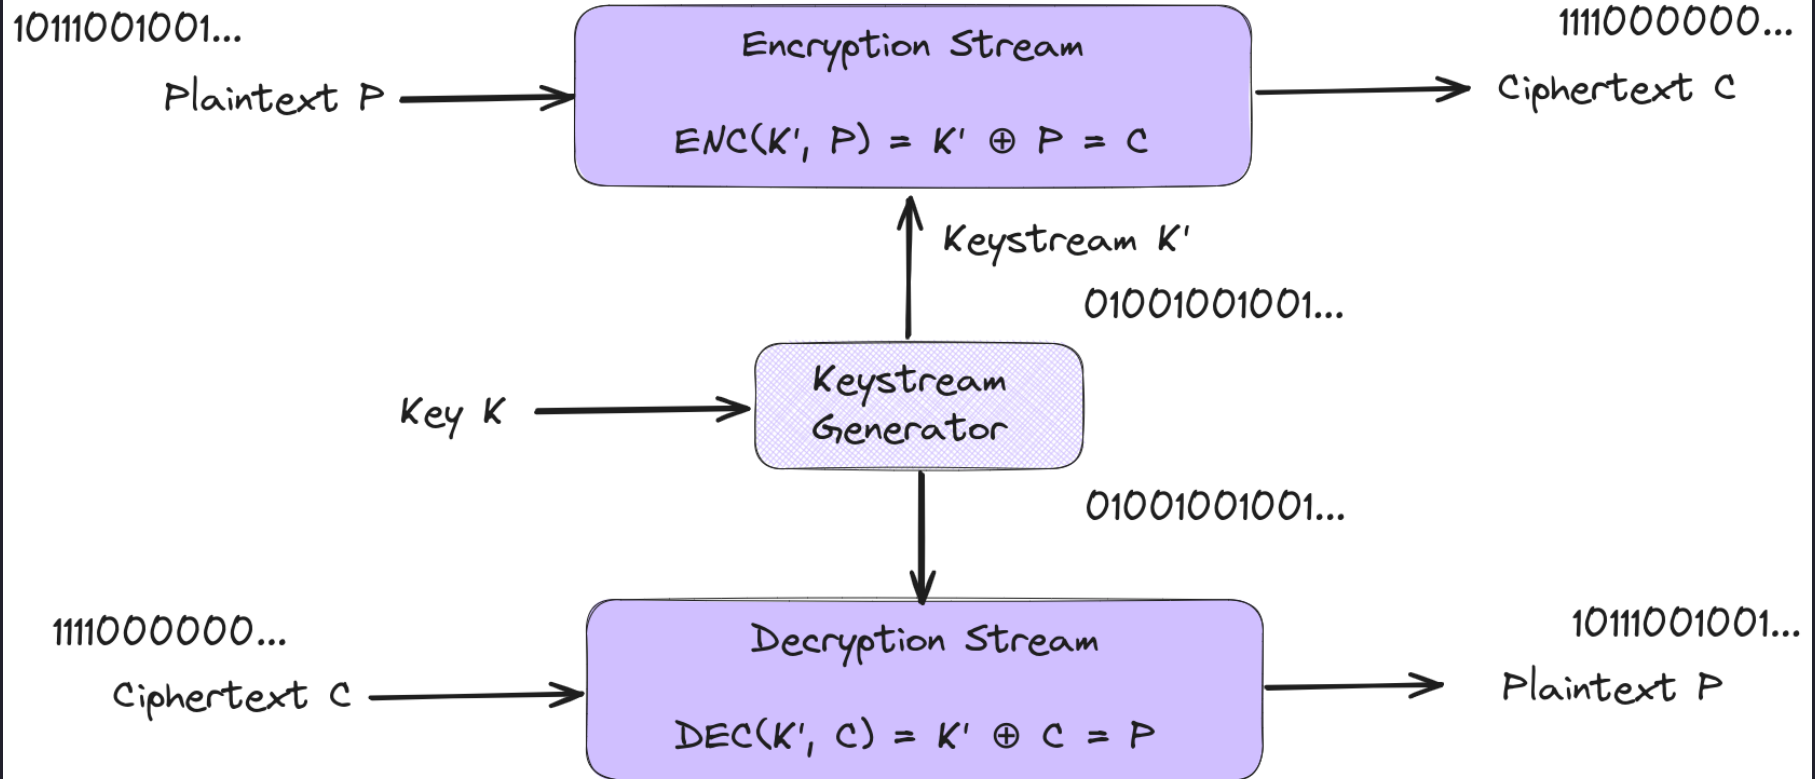 10111001001...
Plaintext P
Encryption Stream
ENC(K', P) = K' ⊕ P = C
1111000000...
Ciphertext C
Keystream K'
01001001001...
Key K
Keystream
Generator
01001001001...
1111000000...
Ciphertext C
Decryption Stream
DEC(K', C) = K' ⊕ C = P
10111001001...
Plaintext P